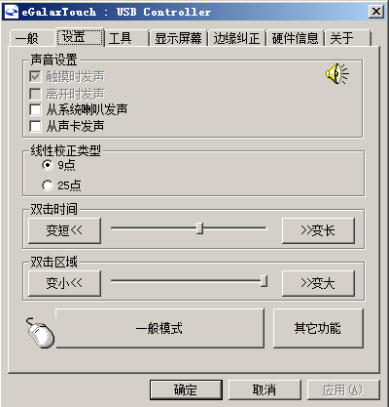 eGalaxTouch : USB Controller
一般 设置 工具 显示屏幕 边缘纠正 硬件信息 关于
声音设置
触摸时发声
离开时发声
从系统喇叭发声
从声卡发声
线性校正类型
9点
25点
双击时间
变短<< >>变长
双击区域
变小<< >>变大
一般模式 其它功能
确定 取消 应用(A)